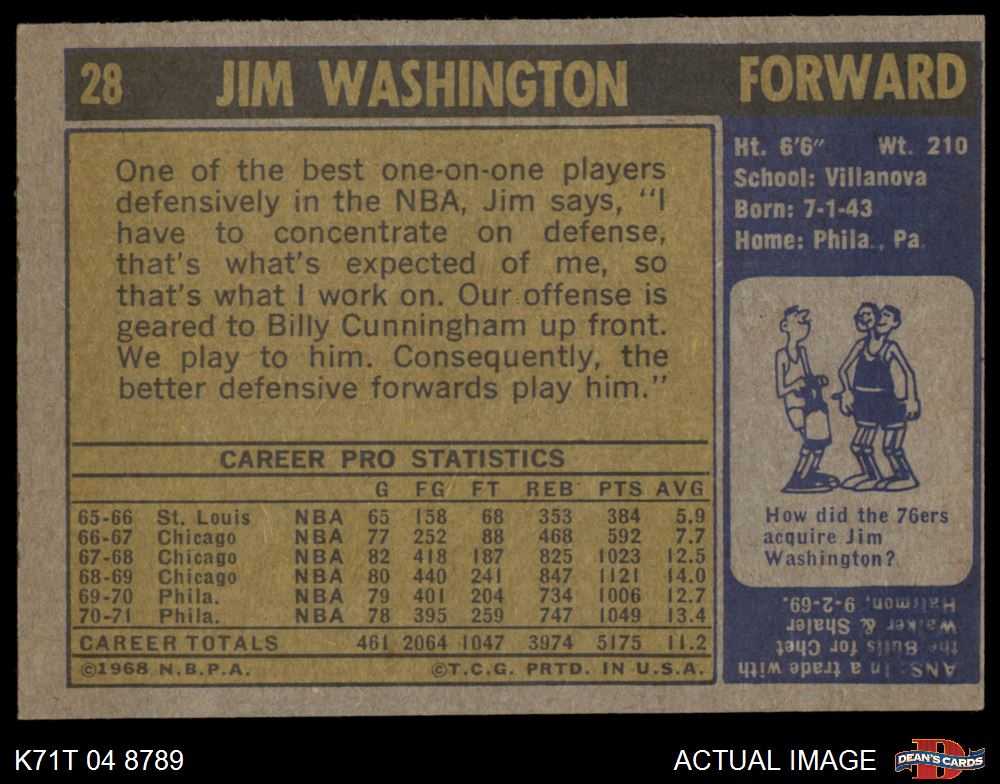 28 JIM WASHINGTON FORWARD
One of the best one-on-one players
defensively in the NBA, Jim says, “I
have to concentrate on defense,
that's what's expected of me, so
that's what I work on. Our offense is
geared to Billy Cunningham up front.
We play to him. Consequently, the
better defensive forwards play him.”
CAREER PRO STATISTICS
G FG FT REB PTS AVG
65-66 St. Louis NBA 65 158 68 353 384 5.9
66-67 Chicago NBA 77 252 88 468 592 7.7
67-68 Chicago NBA 82 418 187 825 1023 12.5
68-69 Chicago NBA 80 440 241 847 1121 14.0
69-70 Phila. NBA 79 401 204 734 1006 12.7
70-71 Phila. NBA 78 395 259 747 1049 13.4
CAREER TOTALS 461 2064 1047 3974 5175 11.2
©1968 N.B.P.A. ©T.C.G. PRTD. IN U.S.A.
Ht. 6'6" Wt. 210
School: Villanova
Born: 7-1-43
Home: Phila., Pa.
How did the 76ers
acquire Jim
Washington?
ANS: In a trade with
the Bulls for Chet
Walker & Shaler
Halimon, 9-2-69.
K71T 04 8789
ACTUAL IMAGE
DEAN'S CARDS